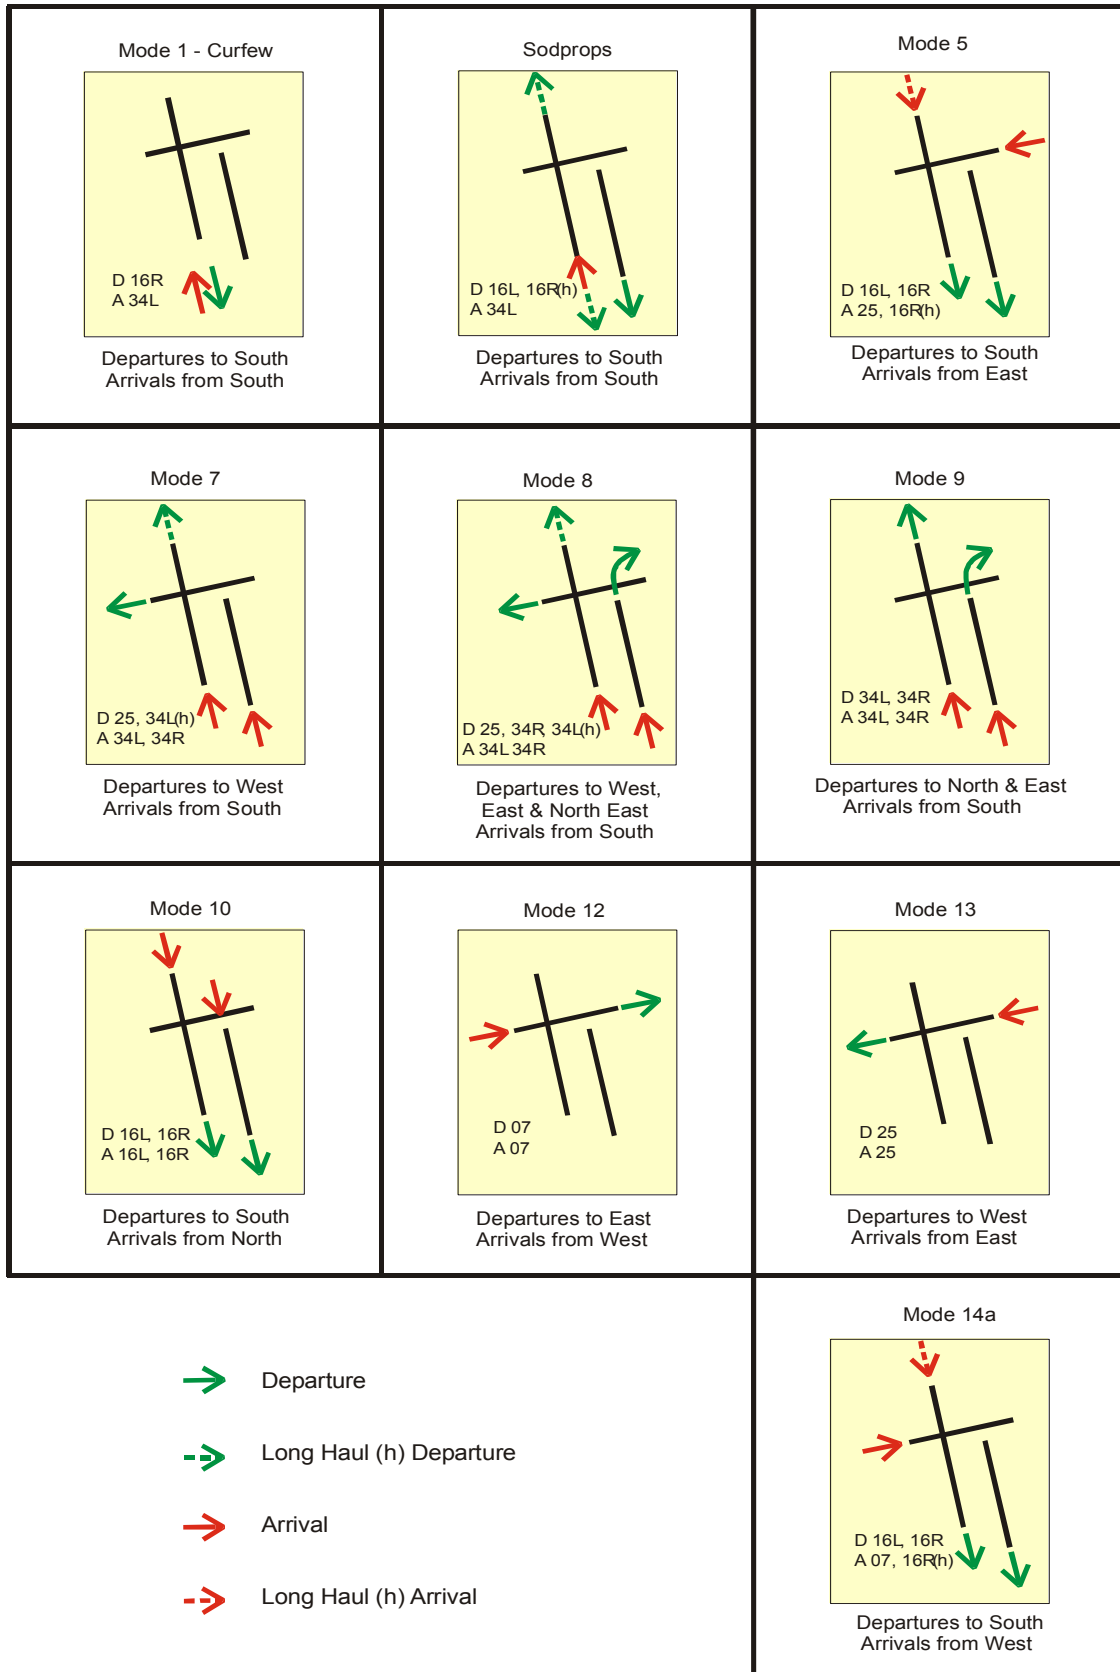 Mode 1 - Curfew
D 16R
A 34L
Departures to South
Arrivals from South
Sodprops
D 16L, 16R(h)
A 34L
Departures to South
Arrivals from South
Mode 5
D 16L, 16R
A 25, 16R(h)
Departures to South
Arrivals from East
Mode 7
D 25, 34L(h)
A 34L, 34R
Departures to West
Arrivals from South
Mode 8
D 25, 34R, 34L(h)
A 34L 34R
Departures to West,
East & North East
Arrivals from South
Mode 9
D 34L, 34R
A 34L, 34R
Departures to North & East
Arrivals from South
Mode 10
D 16L, 16R
A 16L, 16R
Departures to South
Arrivals from North
Mode 12
D 07
A 07
Departures to East
Arrivals from West
Mode 13
D 25
A 25
Departures to West
Arrivals from East
Departure
Long Haul (h) Departure
Arrival
Long Haul (h) Arrival
Mode 14a
D 16L, 16R
A 07, 16R(h)
Departures to South
Arrivals from West